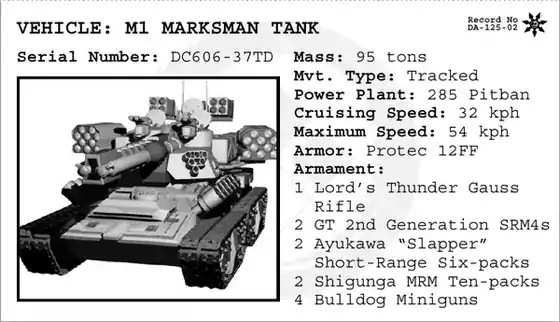 VEHICLE: M1 MARKSMAN TANK
Record No
DA-125-02
Serial Number: DC606-37TD
Mass: 95 tons
Mvt. Type: Tracked
Power Plant: 285 Pitban
Cruising Speed: 32 kph
Maximum Speed: 54 kph
Armor: Protec 12FF
Armament:
1 Lord's Thunder Gauss
Rifle
2 GT 2nd Generation SRM4s
2 Ayukawa “Slapper”
Short-Range Six-packs
2 Shigunga MRM Ten-packs
4 Bulldog Miniguns